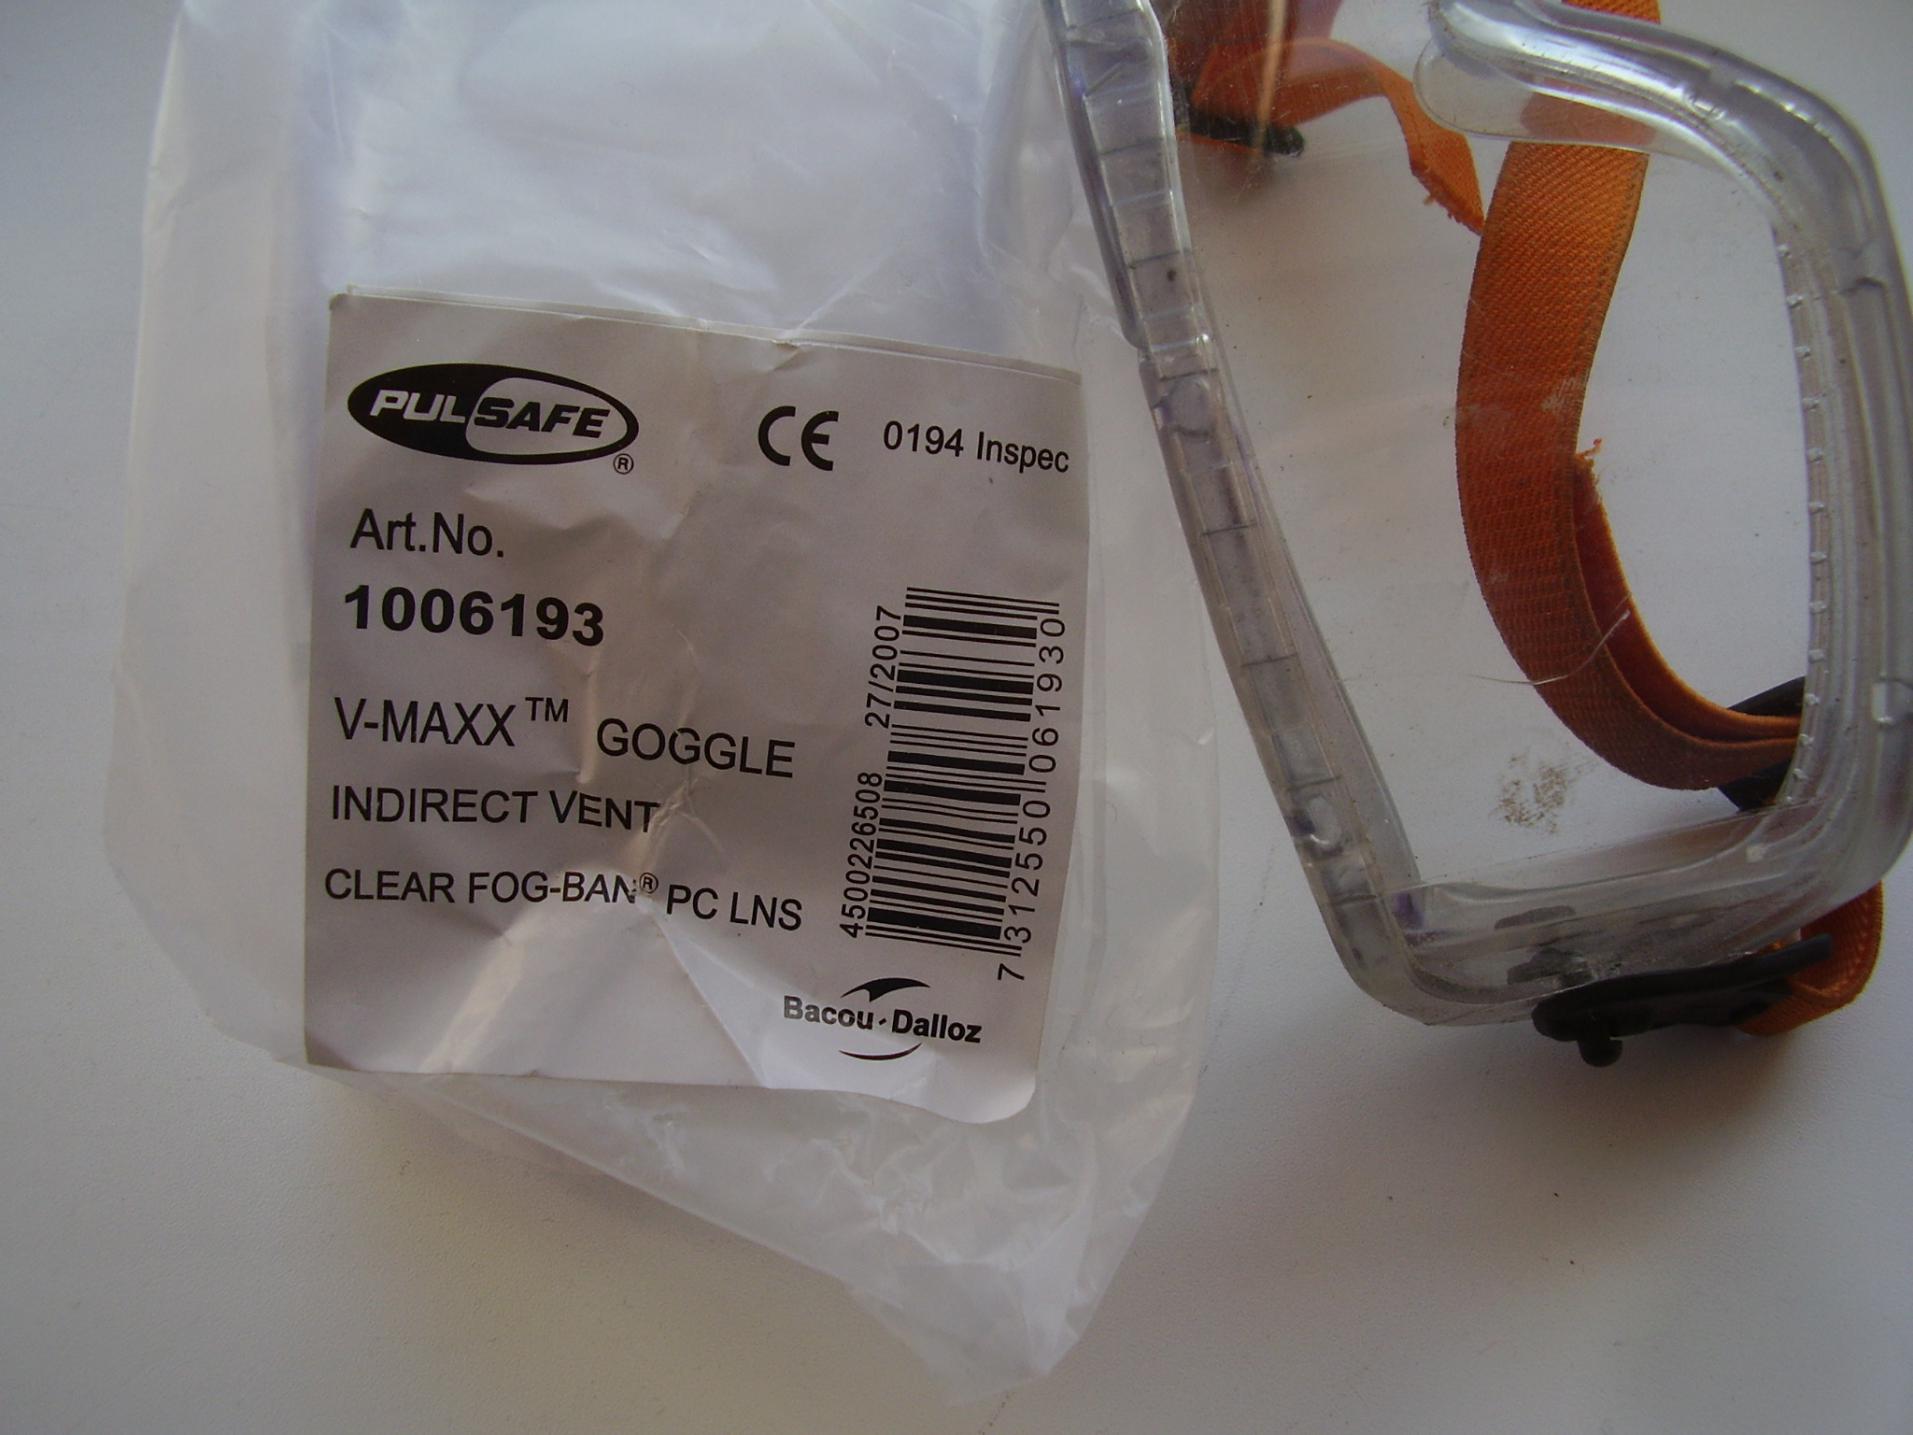 PULSAFE ®
CE 0194 Inspec
Art.No.
1006193
V-MAXX™ GOGGLE
INDIRECT VENT
CLEAR FOG-BAN® PC LNS
4500226508 27/2007
7 312550 061930
Bacou·Dalloz